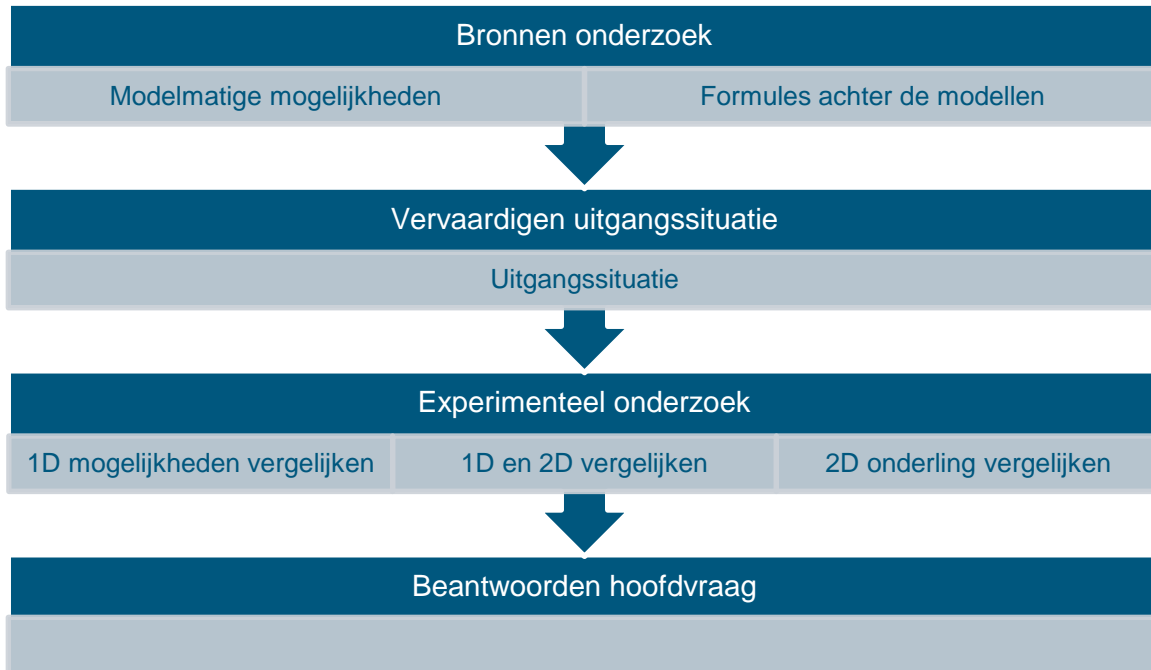 Bronnen onderzoek
Modelmatige mogelijkheden
Formules achter de modellen
Vervaardigen uitgangssituatie
Uitgangssituatie
Experimenteel onderzoek
1D mogelijkheden vergelijken
1D en 2D vergelijken
2D onderling vergelijken
Beantwoorden hoofdvraag